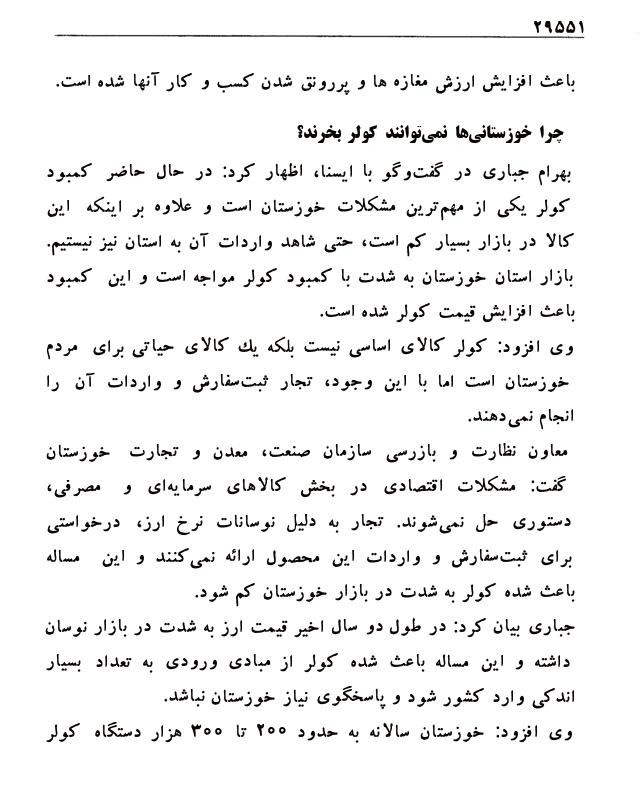 ۲۹۵۵۱
باعث افزایش ارزش مغازه ها و پررونق شدن کسب و کار آنها شده است.
چرا خوزستانی‌ها نمی‌توانند کولر بخرند؟
بهرام جباری در گفت‌وگو با ایسنا، اظهار کرد: در حال حاضر کمبود
کولر یکی از مهم‌ترین مشکلات خوزستان است و علاوه بر اینکه این
کالا در بازار بسیار کم است، حتی شاهد واردات آن به استان نیز نیستیم.
بازار استان خوزستان به شدت با کمبود کولر مواجه است و این کمبود
باعث افزایش قیمت کولر شده است.
وی افزود: کولر کالای اساسی نیست بلکه یك کالای حیاتی برای مردم
خوزستان است اما با این وجود، تجار ثبت‌سفارش و واردات آن را
انجام نمی‌دهند.
معاون نظارت و بازرسی سازمان صنعت، معدن و تجارت خوزستان
گفت: مشکلات اقتصادی در بخش کالاهای سرمایه‌ای و مصرفی،
دستوری حل نمی‌شوند. تجار به دلیل نوسانات نرخ ارز، درخواستی
برای ثبت‌سفارش و واردات این محصول ارائه نمی‌کنند و این مساله
باعث شده کولر به شدت در بازار خوزستان کم شود.
جباری بیان کرد: در طول دو سال اخیر قیمت ارز به شدت در بازار نوسان
داشته و این مساله باعث شده کولر از مبادی ورودی به تعداد بسیار
اندکی وارد کشور شود و پاسخگوی نیاز خوزستان نباشد.
وی افزود: خوزستان سالانه به حدود ۲۰۰ تا ۳۰۰ هزار دستگاه کولر